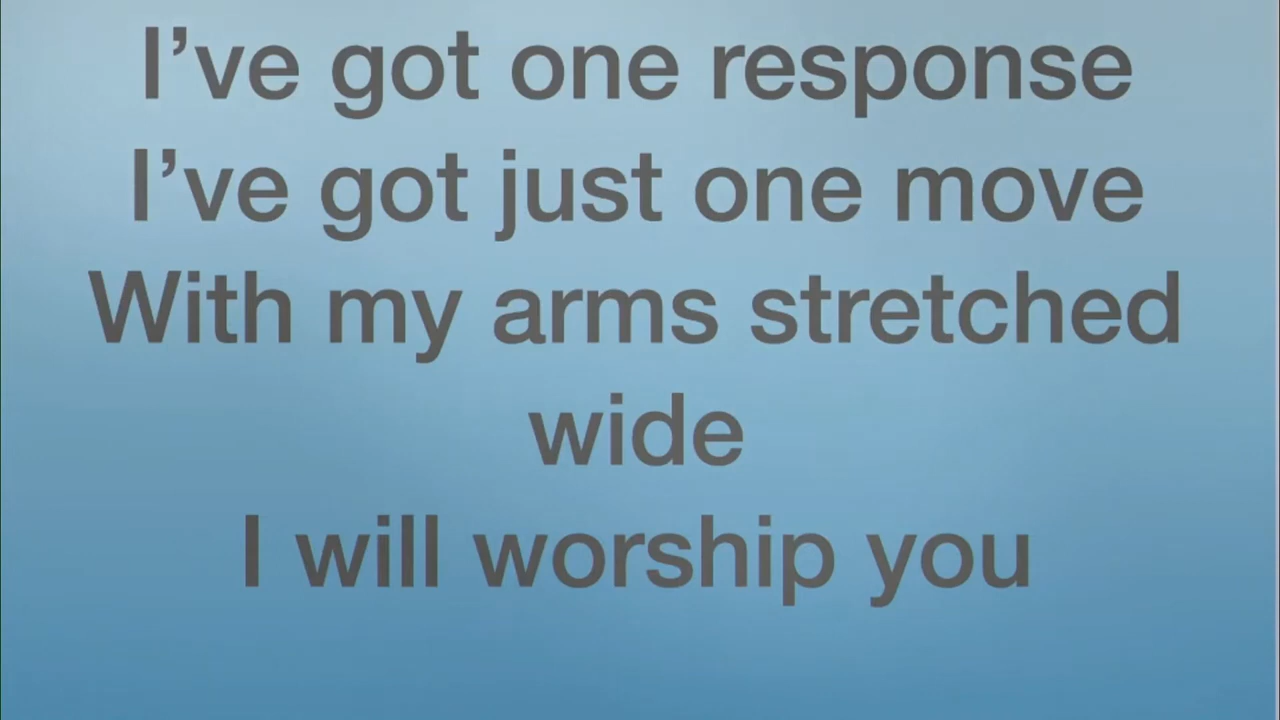 I’ve got one response
I’ve got just one move
With my arms stretched
wide
I will worship you